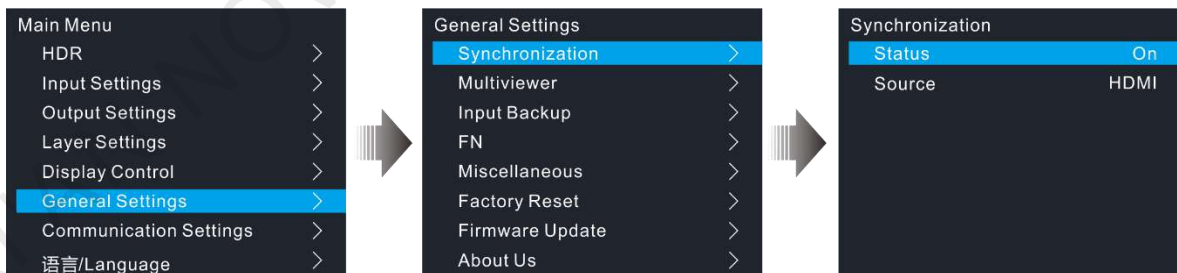 Main Menu
HDR
Input Settings
Output Settings
Layer Settings
Display Control
General Settings
Communication Settings
语言/Language
General Settings
Synchronization
Multiviewer
Input Backup
FN
Miscellaneous
Factory Reset
Firmware Update
About Us
Synchronization
Status On
Source HDMI